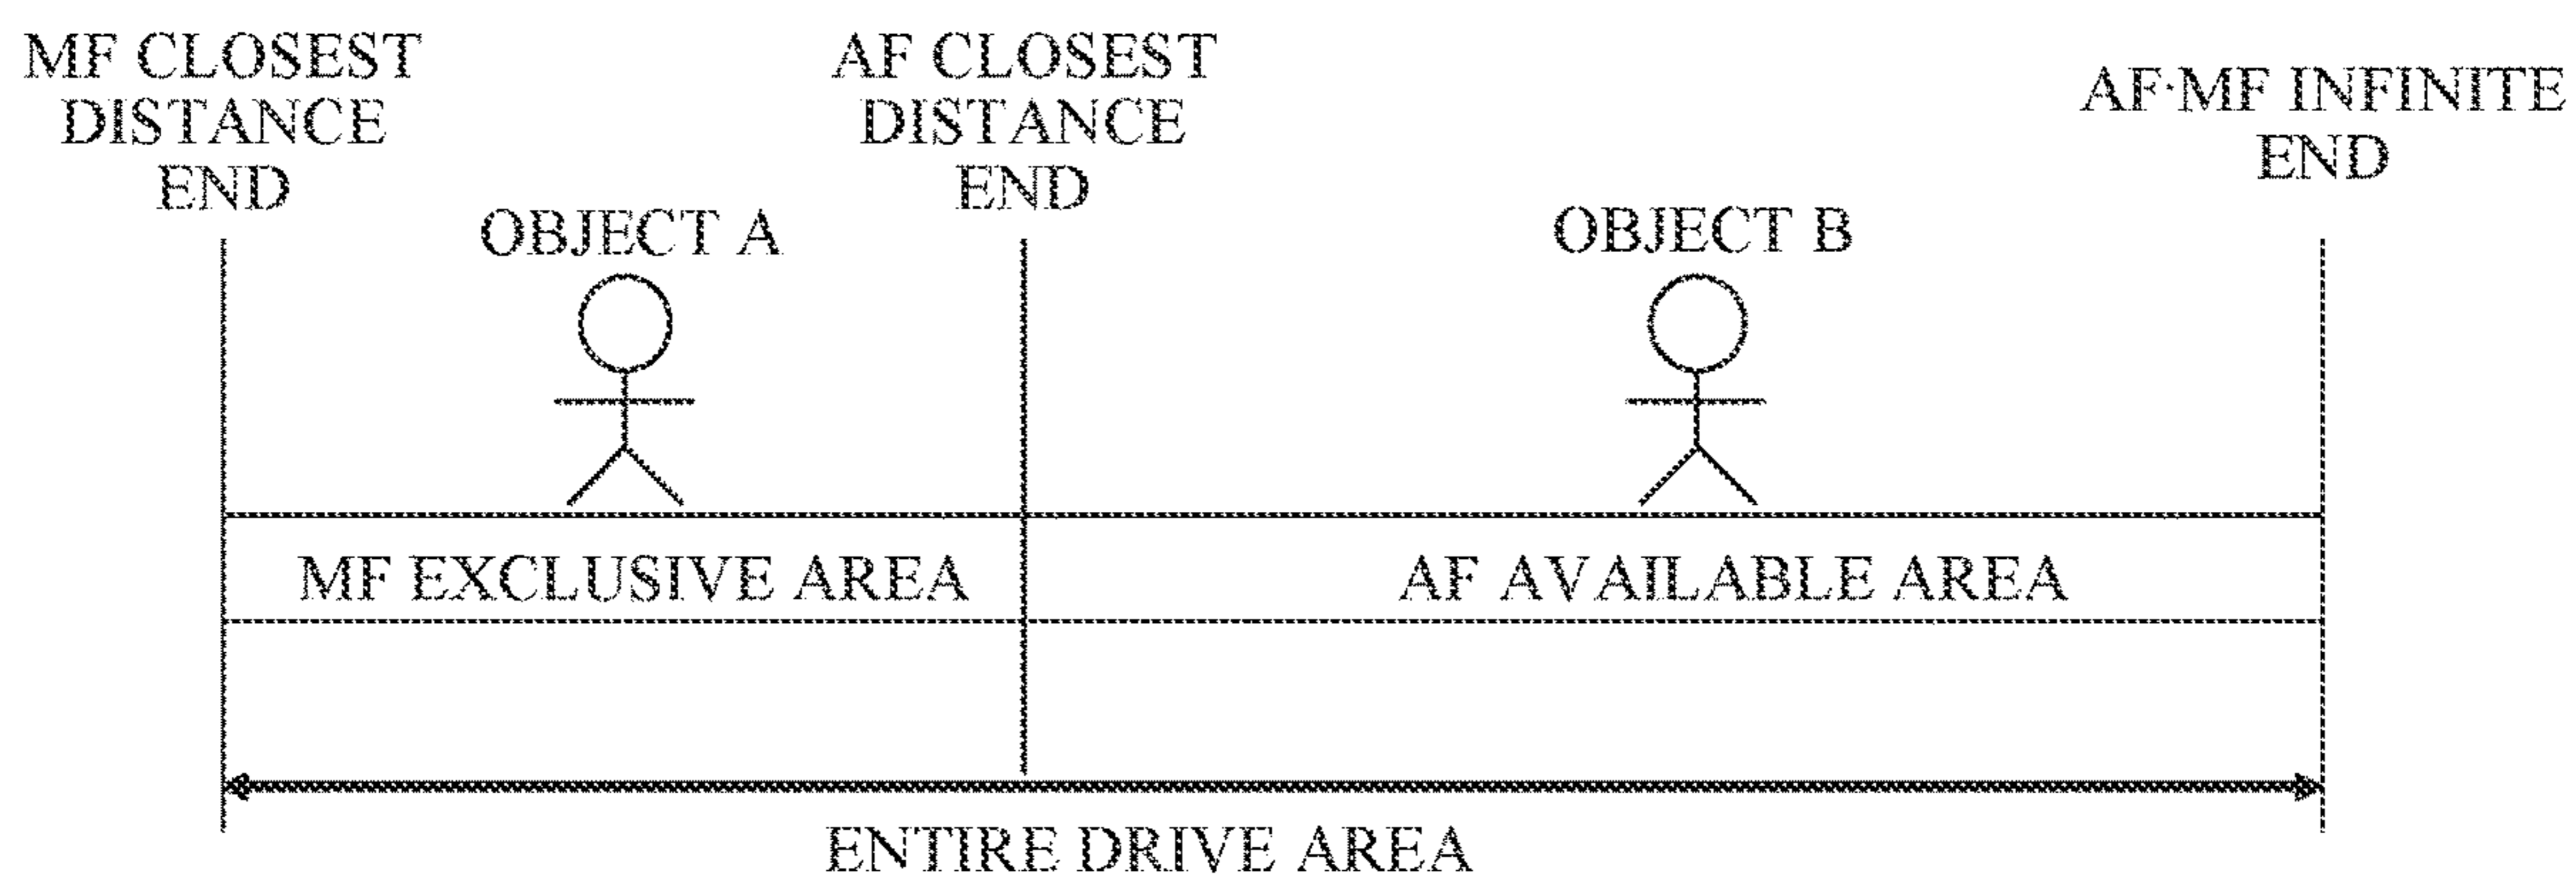 MF CLOSEST
DISTANCE
END
AF CLOSEST
DISTANCE
END
AF·MF INFINITE
END
OBJECT A
OBJECT B
MF EXCLUSIVE AREA
AF AVAILABLE AREA
ENTIRE DRIVE AREA